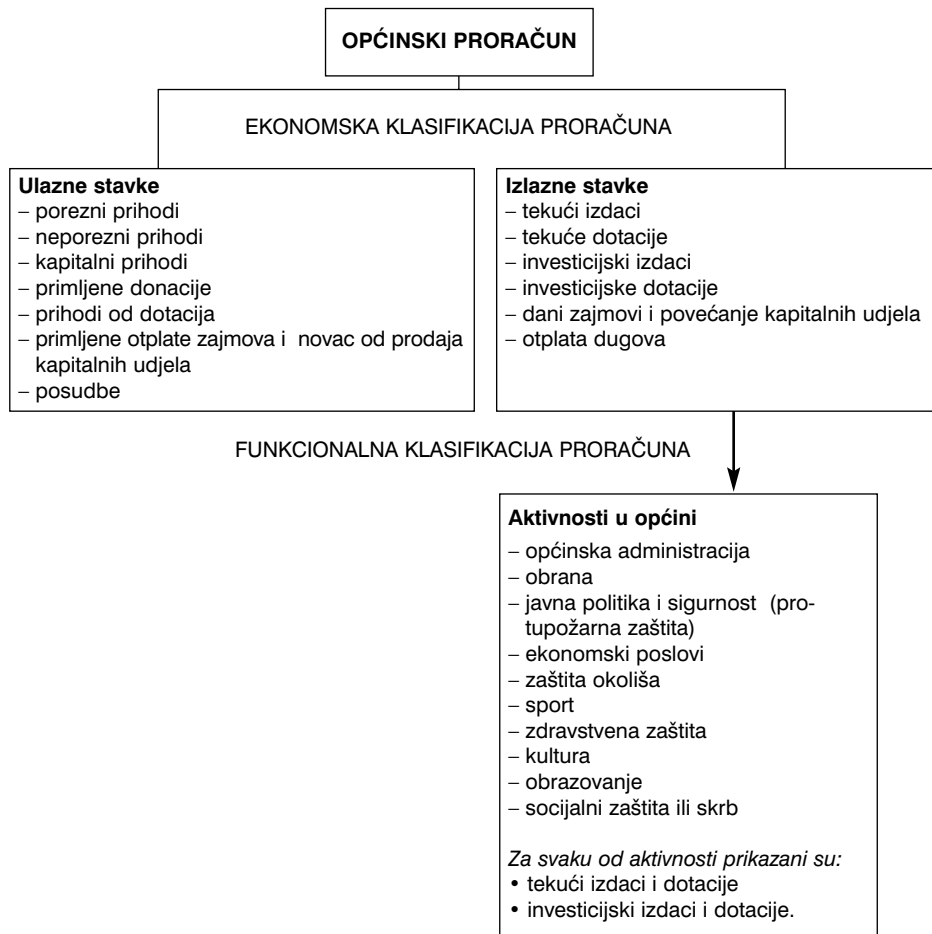 OPĆINSKI PRORAČUN
EKONOMSKA KLASIFIKACIJA PRORAČUNA
Ulazne stavke
– porezni prihodi
– neporezni prihodi
– kapitalni prihodi
– primljene donacije
– prihodi od dotacija
– primljene otplate zajmova i novac od prodaja
kapitalnih udjela
– posudbe
Izlazne stavke
– tekući izdaci
– tekuće dotacije
– investicijski izdaci
– investicijske dotacije
– dani zajmovi i povećanje kapitalnih udjela
– otplata dugova
FUNKCIONALNA KLASIFIKACIJA PRORAČUNA
Aktivnosti u općini
– općinska administracija
– obrana
– javna politika i sigurnost (pro-
tupožarna zaštita)
– ekonomski poslovi
– zaštita okoliša
– sport
– zdravstvena zaštita
– kultura
– obrazovanje
– socijalni zaštita ili skrb
Za svaku od aktivnosti prikazani su:
• tekući izdaci i dotacije
• investicijski izdaci i dotacije.